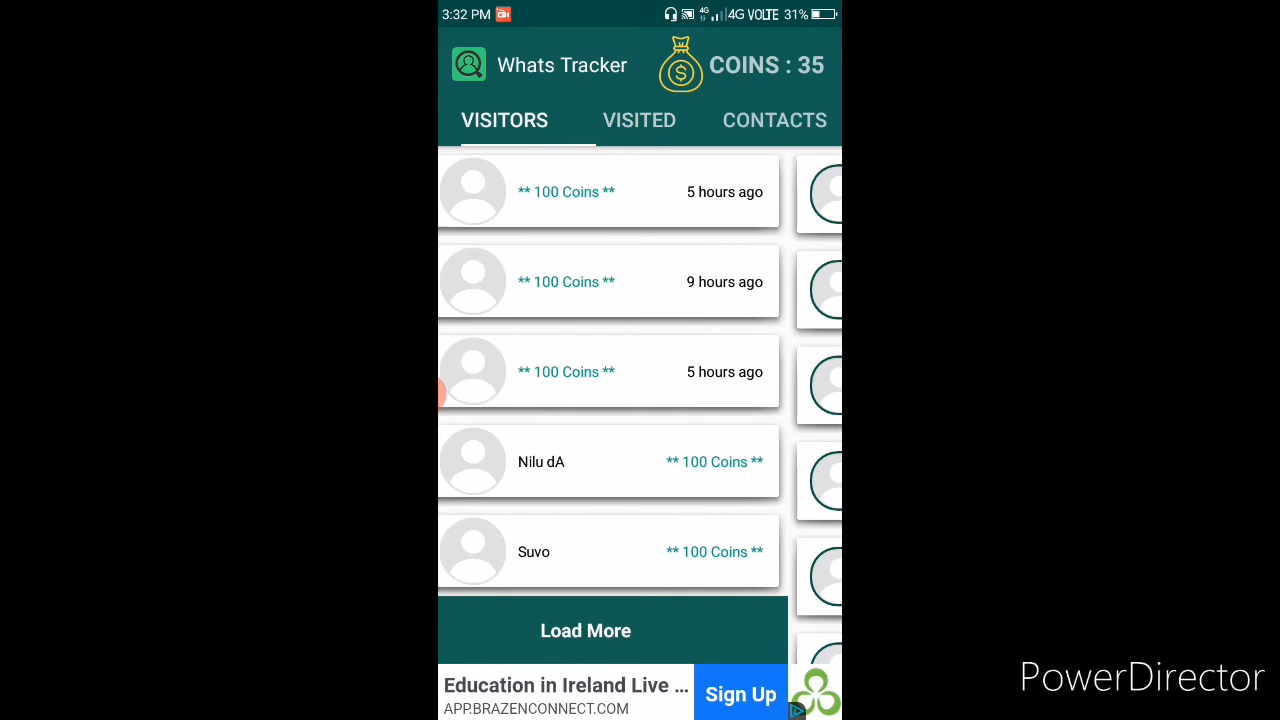 3:32 PM
4G 4G VOLTE 31%
Whats Tracker
COINS : 35
VISITORS VISITED CONTACTS
** 100 Coins ** 5 hours ago
** 100 Coins ** 9 hours ago
** 100 Coins ** 5 hours ago
Nilu dA ** 100 Coins **
Suvo ** 100 Coins **
Load More
Education in Ireland Live ...
APP.BRAZENCONNECT.COM
Sign Up
PowerDirector